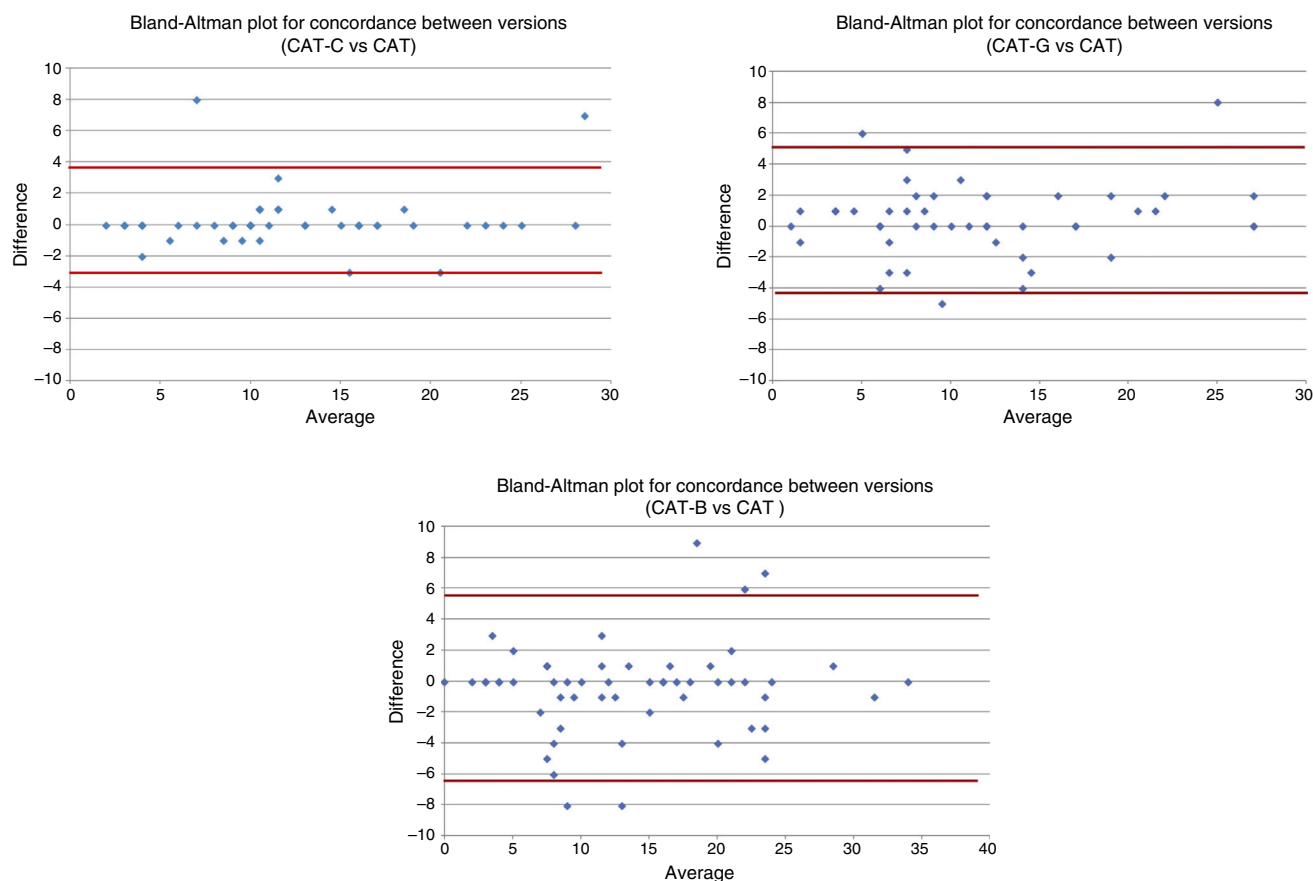 Bland-Altman plot for concordance between versions
(CAT-C vs CAT)
10
8
6
4
2
0
–2
–4
–6
–8
–10
Difference
0 5 10 15 20 25 30
Average
Bland-Altman plot for concordance between versions
(CAT-G vs CAT)
10
8
6
4
2
0
–2
–4
–6
–8
–10
Difference
0 5 10 15 20 25 30
Average
Bland-Altman plot for concordance between versions
(CAT-B vs CAT )
10
8
6
4
2
0
–2
–4
–6
–8
–10
Difference
0 5 10 15 20 25 30 35 40
Average